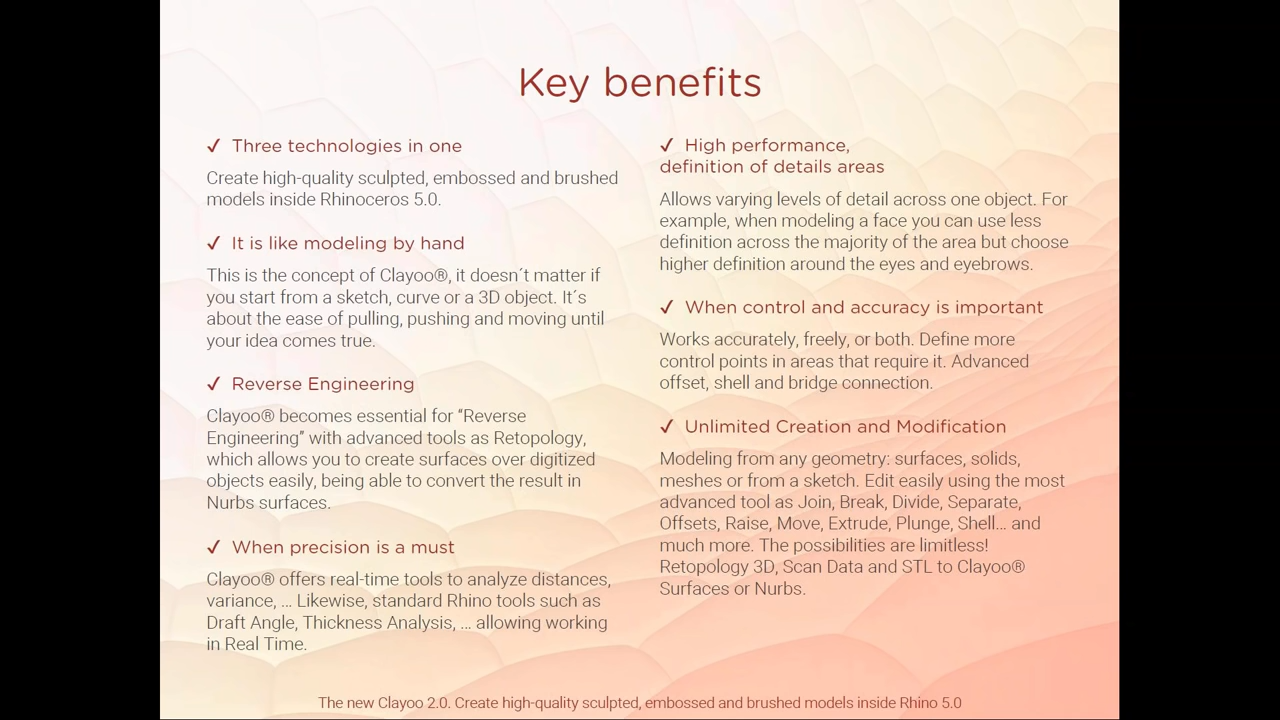 Key benefits
✓ Three technologies in one
Create high-quality sculpted, embossed and brushed
models inside Rhinoceros 5.0.
✓ It is like modeling by hand
This is the concept of Clayoo®, it doesn´t matter if
you start from a sketch, curve or a 3D object. It´s
about the ease of pulling, pushing and moving until
your idea comes true.
✓ Reverse Engineering
Clayoo® becomes essential for “Reverse
Engineering” with advanced tools as Retopology,
which allows you to create surfaces over digitized
objects easily, being able to convert the result in
Nurbs surfaces.
✓ When precision is a must
Clayoo® offers real-time tools to analyze distances,
variance, ... Likewise, standard Rhino tools such as
Draft Angle, Thickness Analysis, ... allowing working
in Real Time.
✓ High performance,
definition of details areas
Allows varying levels of detail across one object. For
example, when modeling a face you can use less
definition across the majority of the area but choose
higher definition around the eyes and eyebrows.
✓ When control and accuracy is important
Works accurately, freely, or both. Define more
control points in areas that require it. Advanced
offset, shell and bridge connection.
✓ Unlimited Creation and Modification
Modeling from any geometry: surfaces, solids,
meshes or from a sketch. Edit easily using the most
advanced tool as Join, Break, Divide, Separate,
Offsets, Raise, Move, Extrude, Plunge, Shell... and
much more. The possibilities are limitless!
Retopology 3D, Scan Data and STL to Clayoo®
Surfaces or Nurbs.
The new Clayoo 2.0. Create high-quality sculpted, embossed and brushed models inside Rhino 5.0